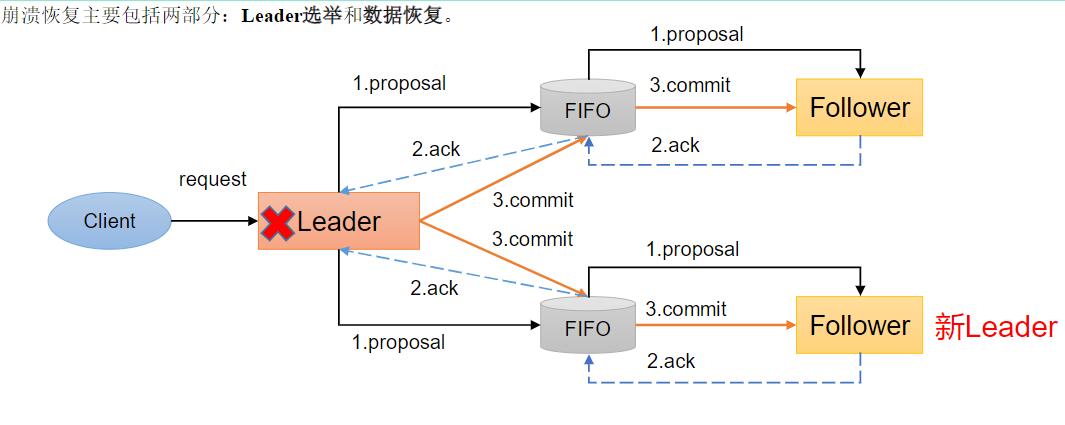 崩溃恢复主要包括两部分：Leader选举和数据恢复。
1.proposal
1.proposal
3.commit
FIFO
Follower
2.ack
2.ack
request
3.commit
Client
Leader
3.commit
1.proposal
2.ack
3.commit
FIFO
Follower
新Leader
1.proposal
2.ack